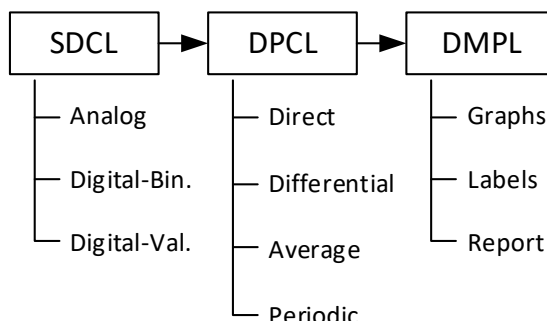 SDCL
DPCL
DMPL
Analog
Digital-Bin.
Digital-Val.
Direct
Differential
Average
Periodic
Graphs
Labels
Report